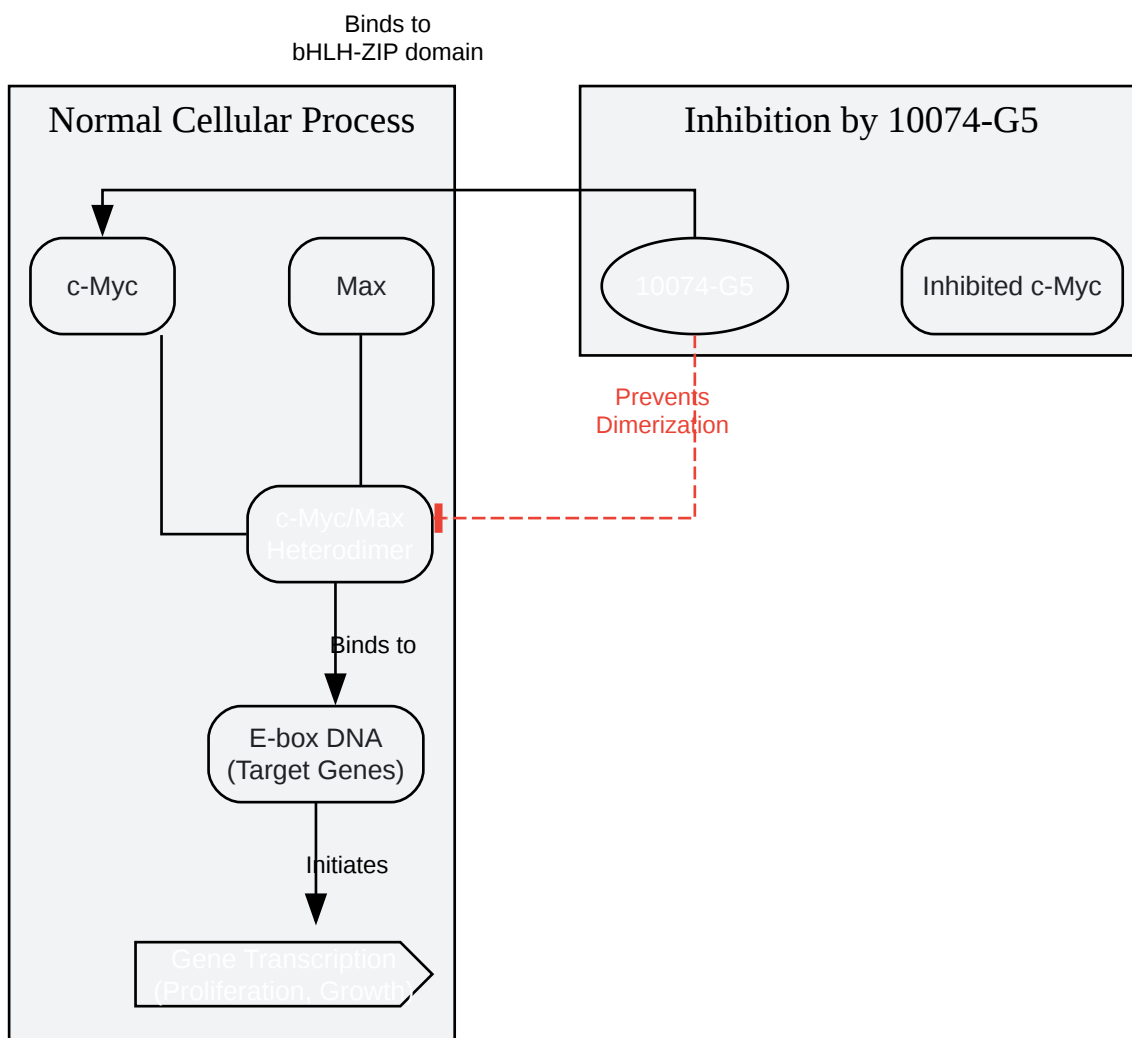 Binds to
bHLH-ZIP domain
Normal Cellular Process
Inhibition by 10074-G5
c-Myc
Max
10074-G5
Inhibited c-Myc
Prevents
Dimerization
c-Myc/Max
Heterodimer
Binds to
E-box DNA
(Target Genes)
Initiates
Gene Transcription
(Proliferation, Growth)